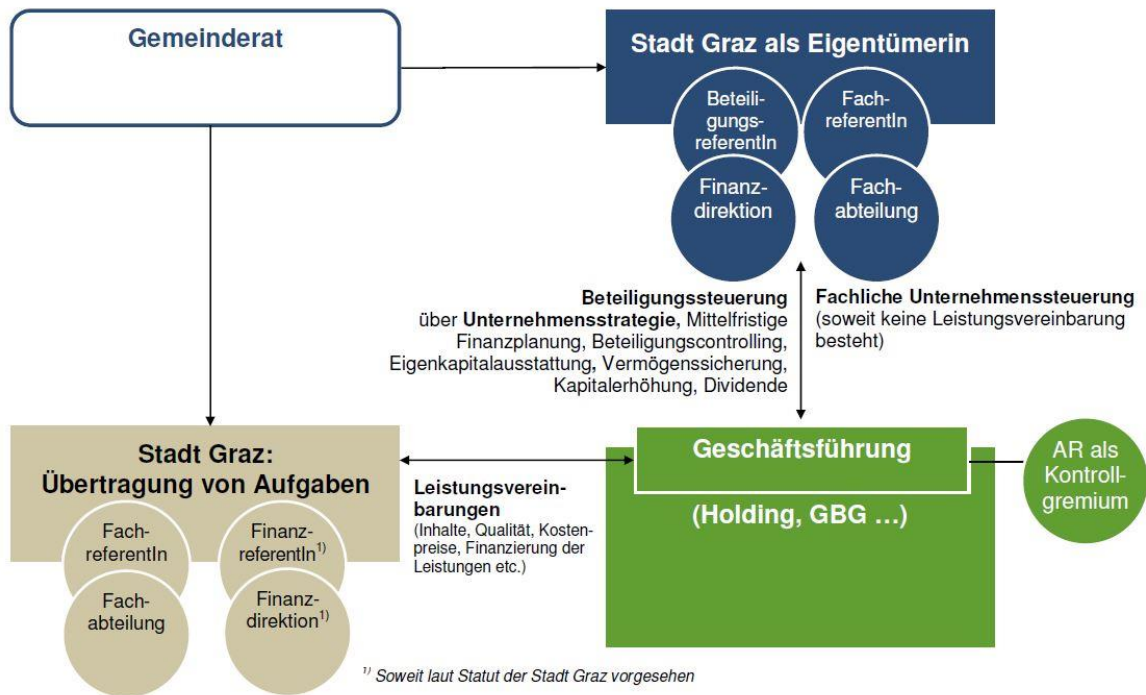 Gemeinderat
Stadt Graz als Eigentümerin
Beteili-
gungs-
referentIn
Fach-
referentIn
Finanz-
direktion
Fach-
abteilung
Beteiligungssteuerung
über Unternehmensstrategie, Mittelfristige
Finanzplanung, Beteiligungscontrolling,
Eigenkapitalausstattung, Vermögenssicherung,
Kapitalerhöhung, Dividende
Fachliche Unternehmenssteuerung
(soweit keine Leistungsvereinbarung
besteht)
Stadt Graz:
Übertragung von Aufgaben
Fach-
referentIn
Finanz-
referentIn¹⁾
Fach-
abteilung
Finanz-
direktion¹⁾
Leistungsverein-
barungen
(Inhalte, Qualität, Kosten-
preise, Finanzierung der
Leistungen etc.)
Geschäftsführung
(Holding, GBG …)
AR als
Kontroll-
gremium
¹⁾ Soweit laut Statut der Stadt Graz vorgesehen